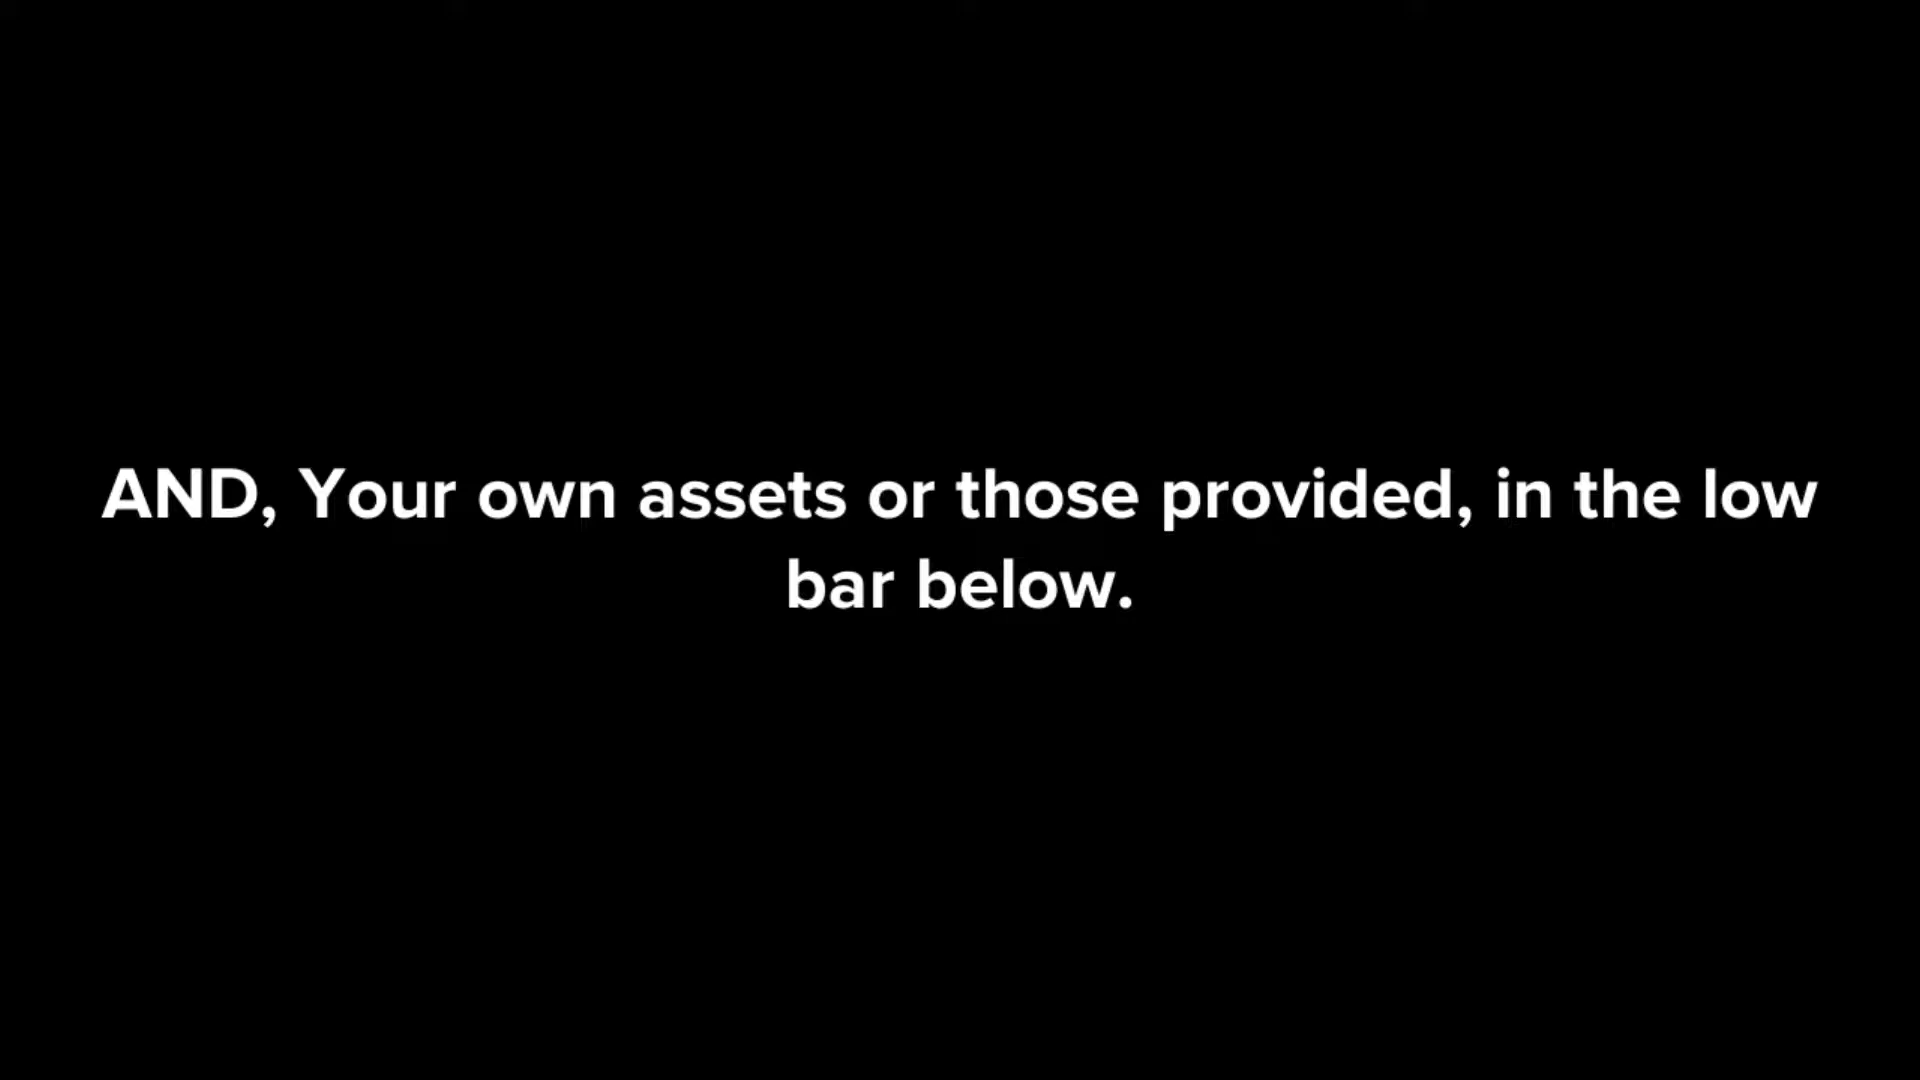 AND, Your own assets or those provided, in the low
bar below.